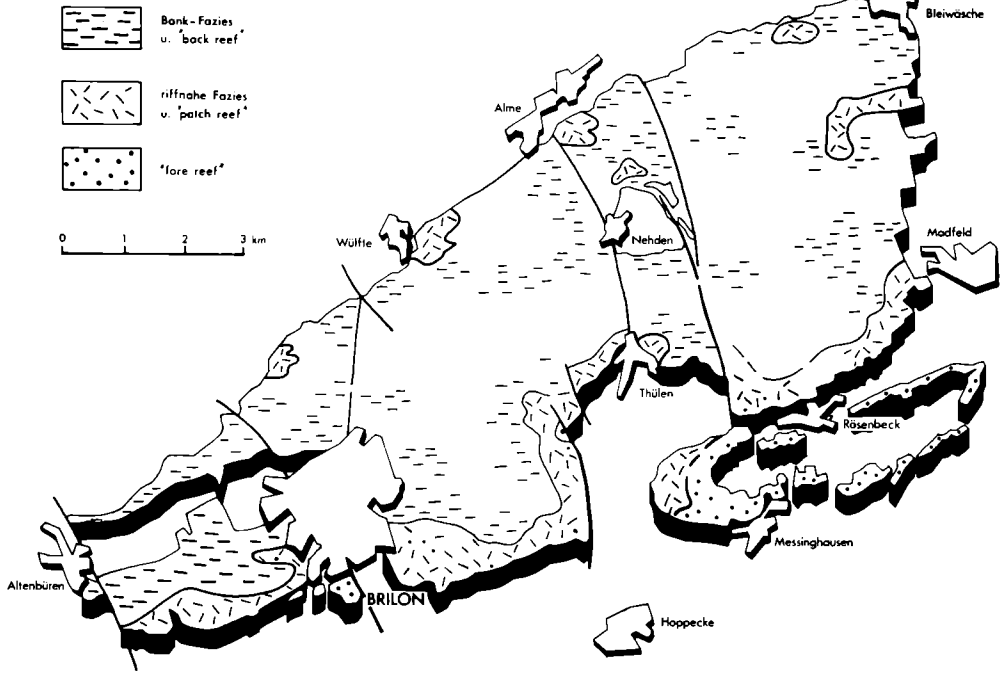 Bank-Fazies
u. "back reef"
riffnahe Fazies
u. "patch reef"
"fore reef"
0 1 2 3 km
Bleiwäsche
Alme
Wülfte
Nehden
Madfeld
Thülen
Rösenbeck
Messinghausen
Altenbüren
BRILON
Hoppecke